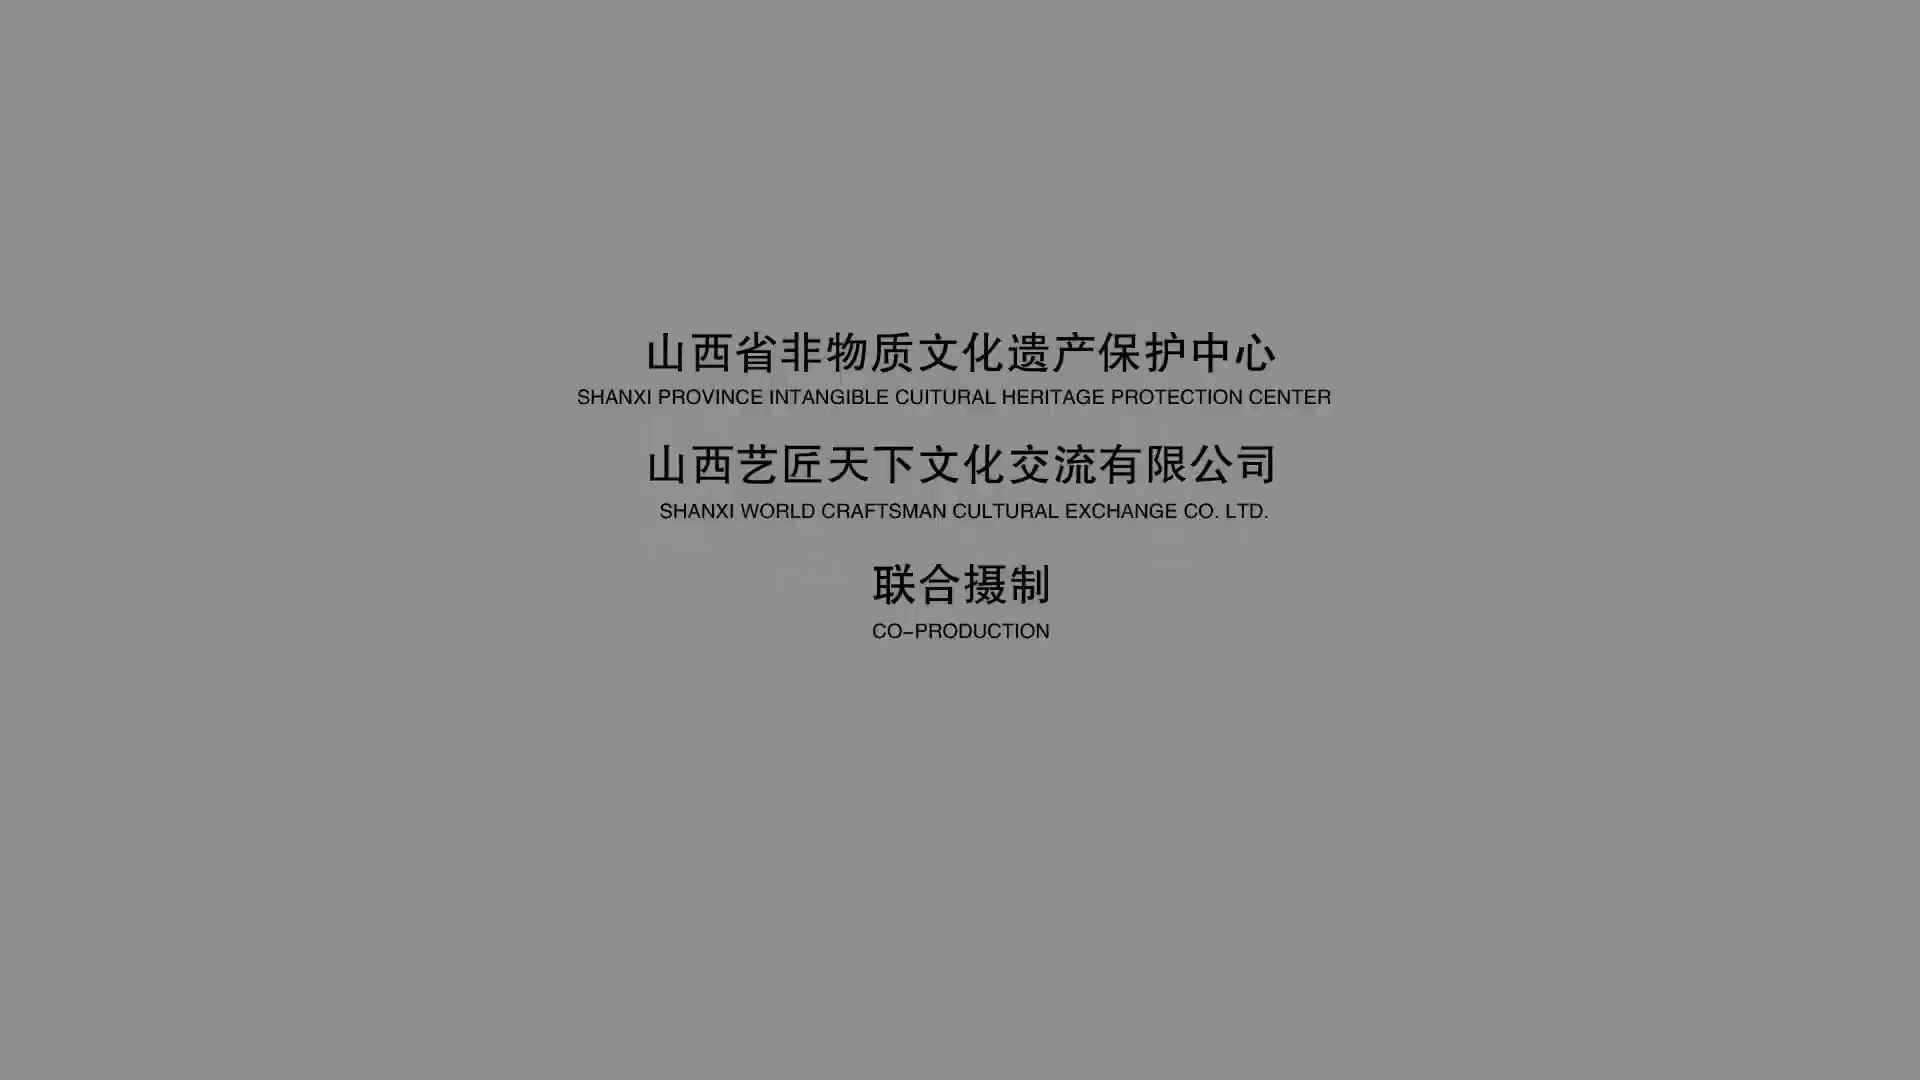 山西省非物质文化遗产保护中心
SHANXI PROVINCE INTANGIBLE CUITURAL HERITAGE PROTECTION CENTER
山西艺匠天下文化交流有限公司
SHANXI WORLD CRAFTSMAN CULTURAL EXCHANGE CO. LTD.
联合摄制
CO-PRODUCTION